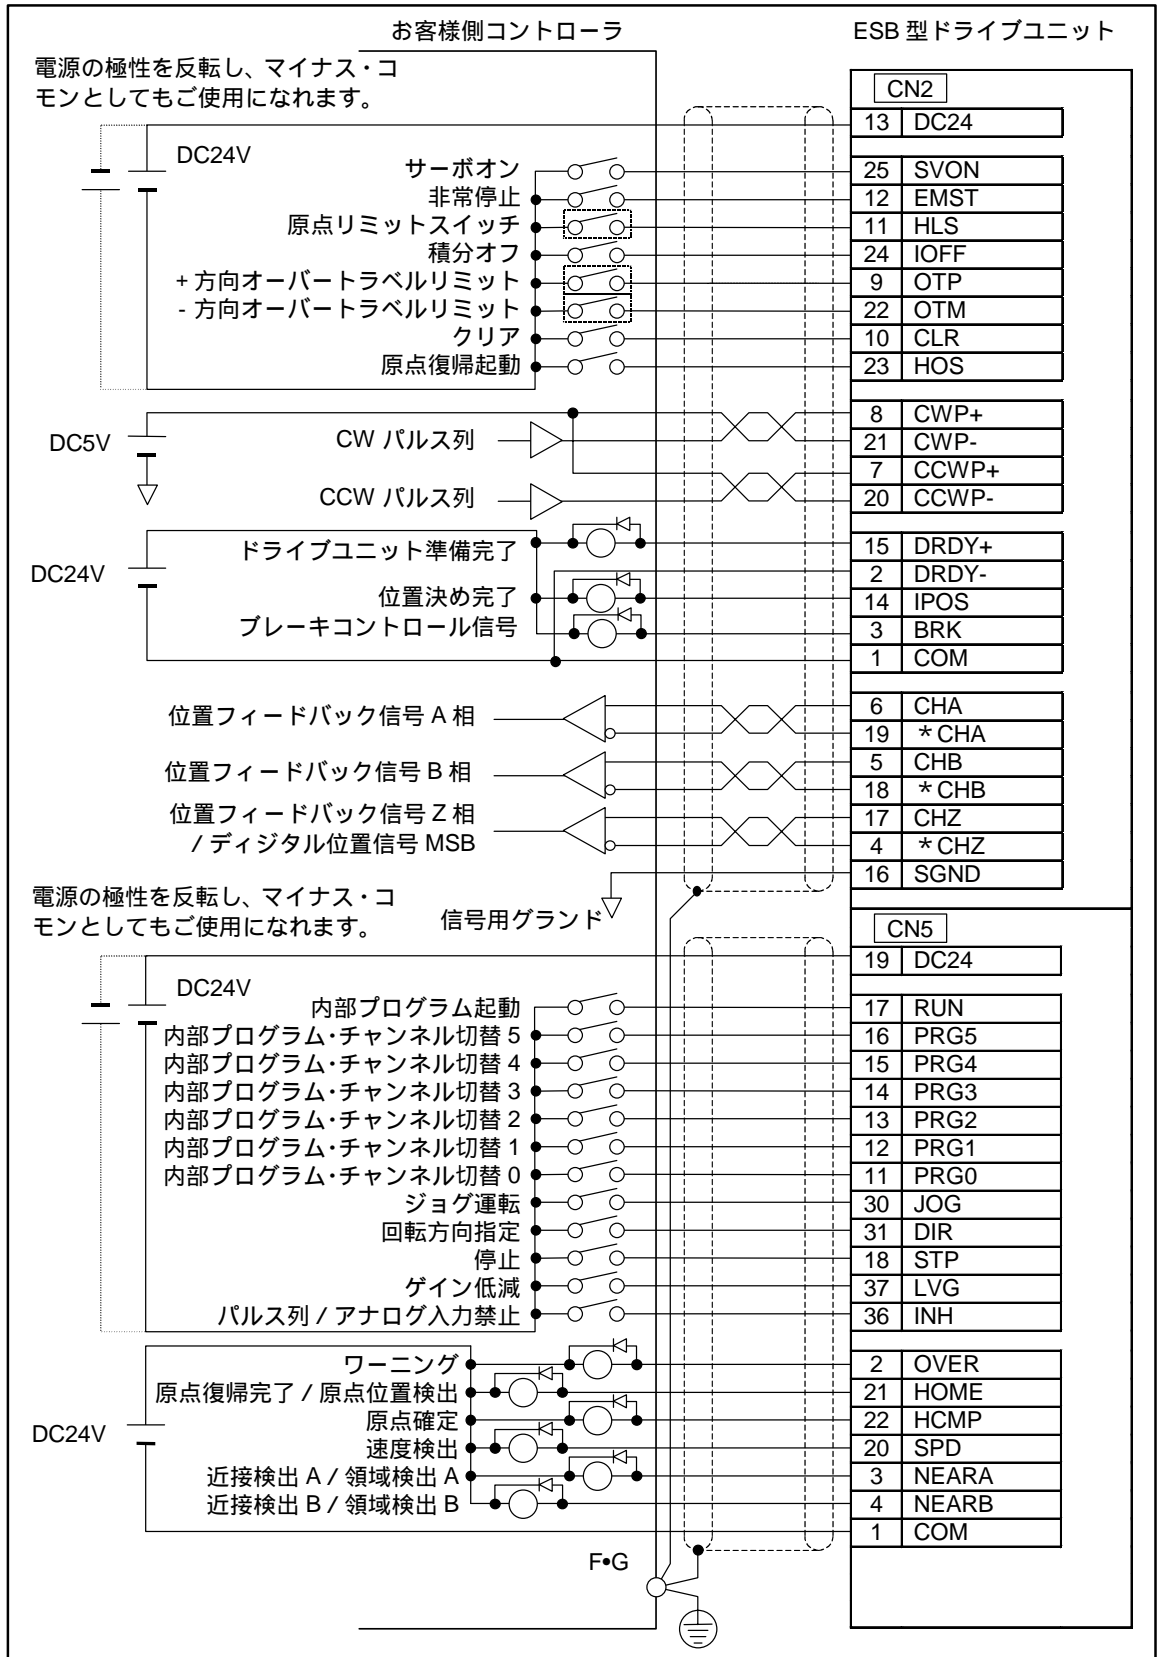 お客様側コントローラ ESB 型ドライブユニット
電源の極性を反転し、マイナス・コ
モンとしてもご使用になれます。
CN2
13 DC24
DC24V
サーボオン 25 SVON
非常停止 12 EMST
原点リミットスイッチ 11 HLS
積分オフ 24 IOFF
+ 方向オーバートラベルリミット 9 OTP
- 方向オーバートラベルリミット 22 OTM
クリア 10 CLR
原点復帰起動 23 HOS
8 CWP+
DC5V CW パルス列 21 CWP-
7 CCWP+
CCW パルス列 20 CCWP-
ドライブユニット準備完了 15 DRDY+
DC24V 2 DRDY-
位置決め完了 14 IPOS
ブレーキコントロール信号 3 BRK
1 COM
位置フィードバック信号 A 相 6 CHA
19 *CHA
位置フィードバック信号 B 相 5 CHB
18 *CHB
位置フィードバック信号 Z 相 17 CHZ
/ ディジタル位置信号 MSB 4 *CHZ
16 SGND
電源の極性を反転し、マイナス・コ
モンとしてもご使用になれます。
信号用グランド
CN5
19 DC24
DC24V
内部プログラム起動 17 RUN
内部プログラム・チャンネル切替 5 16 PRG5
内部プログラム・チャンネル切替 4 15 PRG4
内部プログラム・チャンネル切替 3 14 PRG3
内部プログラム・チャンネル切替 2 13 PRG2
内部プログラム・チャンネル切替 1 12 PRG1
内部プログラム・チャンネル切替 0 11 PRG0
ジョグ運転 30 JOG
回転方向指定 31 DIR
停止 18 STP
ゲイン低減 37 LVG
パルス列 / アナログ入力禁止 36 INH
ワーニング 2 OVER
原点復帰完了 / 原点位置検出 21 HOME
原点確定 22 HCMP
DC24V 速度検出 20 SPD
近接検出 A / 領域検出 A 3 NEARA
近接検出 B / 領域検出 B 4 NEARB
1 COM
F•G